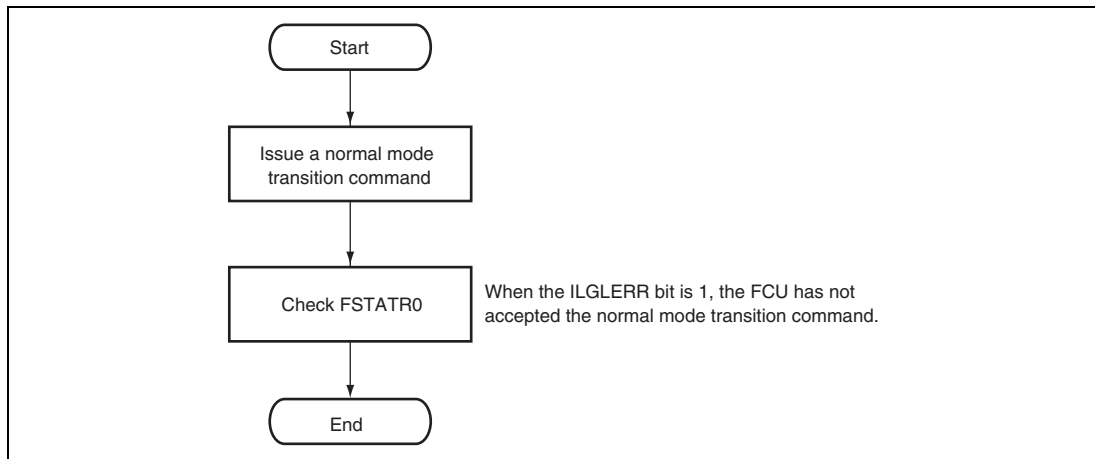 Start
Issue a normal mode
transition command
Check FSTATR0
When the ILGLERR bit is 1, the FCU has not
accepted the normal mode transition command.
End